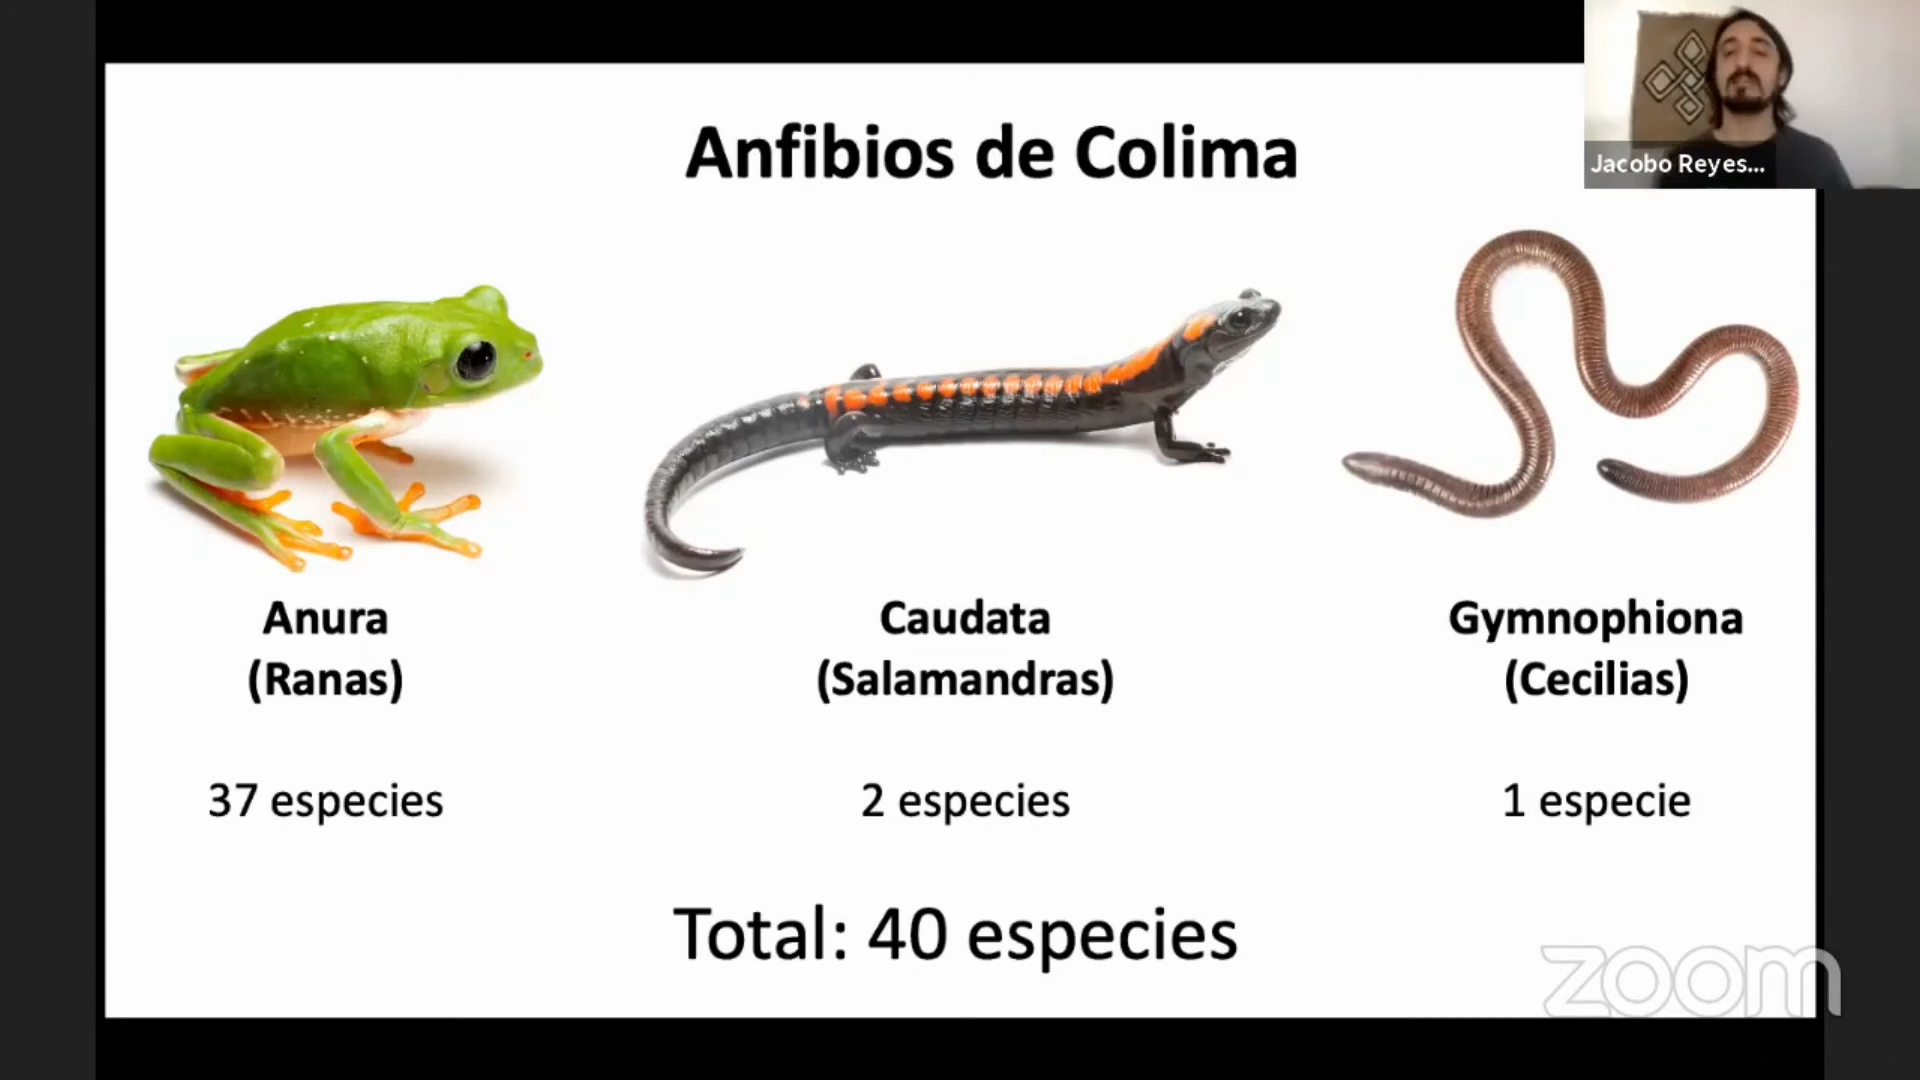 Anfibios de Colima
Jacobo Reyes...
Anura
(Ranas)
37 especies
Caudata
(Salamandras)
2 especies
Gymnophiona
(Cecilias)
1 especie
Total: 40 especies
zoom